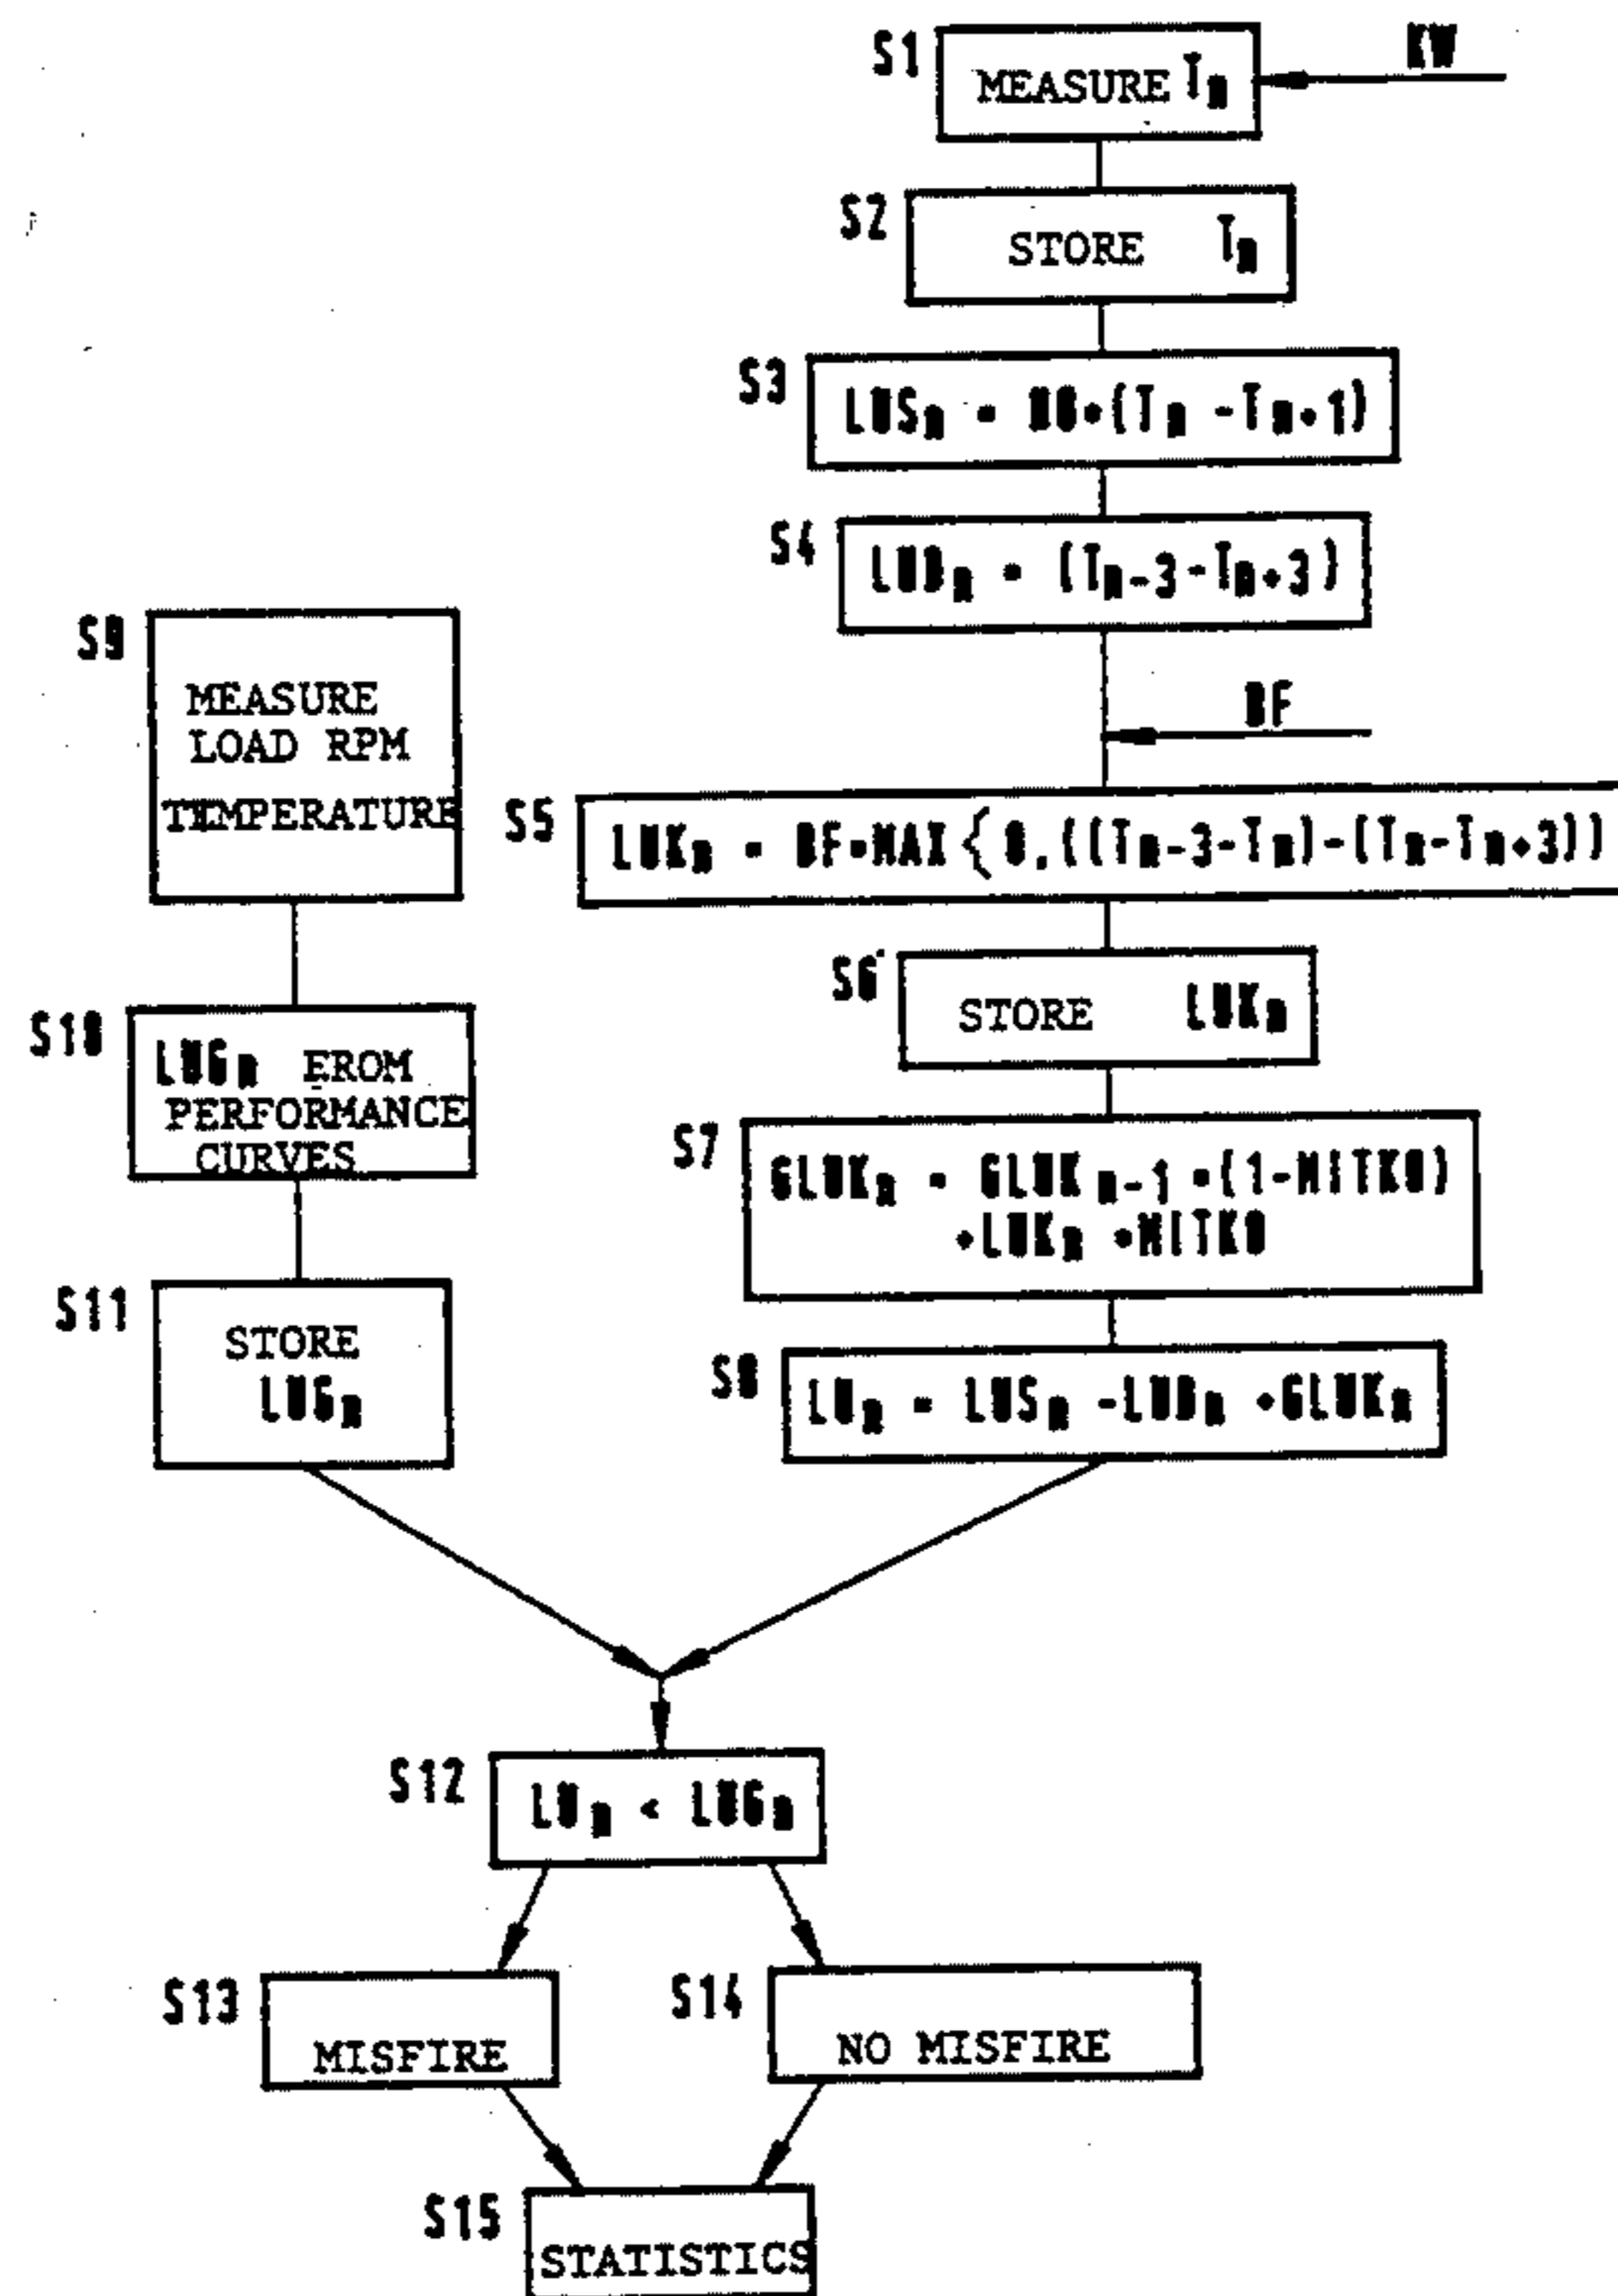 S1
MEASURE Tn
KW
S2
STORE Tn
S3
LUSn = NG*(Tn - Tn+1)
S4
LUDn = (Tn-3-Tn+3)
BF
S5
LUKn = BF*MAX{0,((Tn-3-Tn)-(Tn-Tn+3))
S6
STORE LUKn
S7
GLUKn = GLUKn-1 *(1-MITKO)
+LUKn *MITKO
S8
LUn = LUSn -LUDn +GLUKn
S9
MEASURE
LOAD RPM
TEMPERATURE
S10
LUGn FROM
PERFORMANCE
CURVES
S11
STORE
LUGn
S12
LUn < LUGn
S13
MISFIRE
S14
NO MISFIRE
S15
STATISTICS